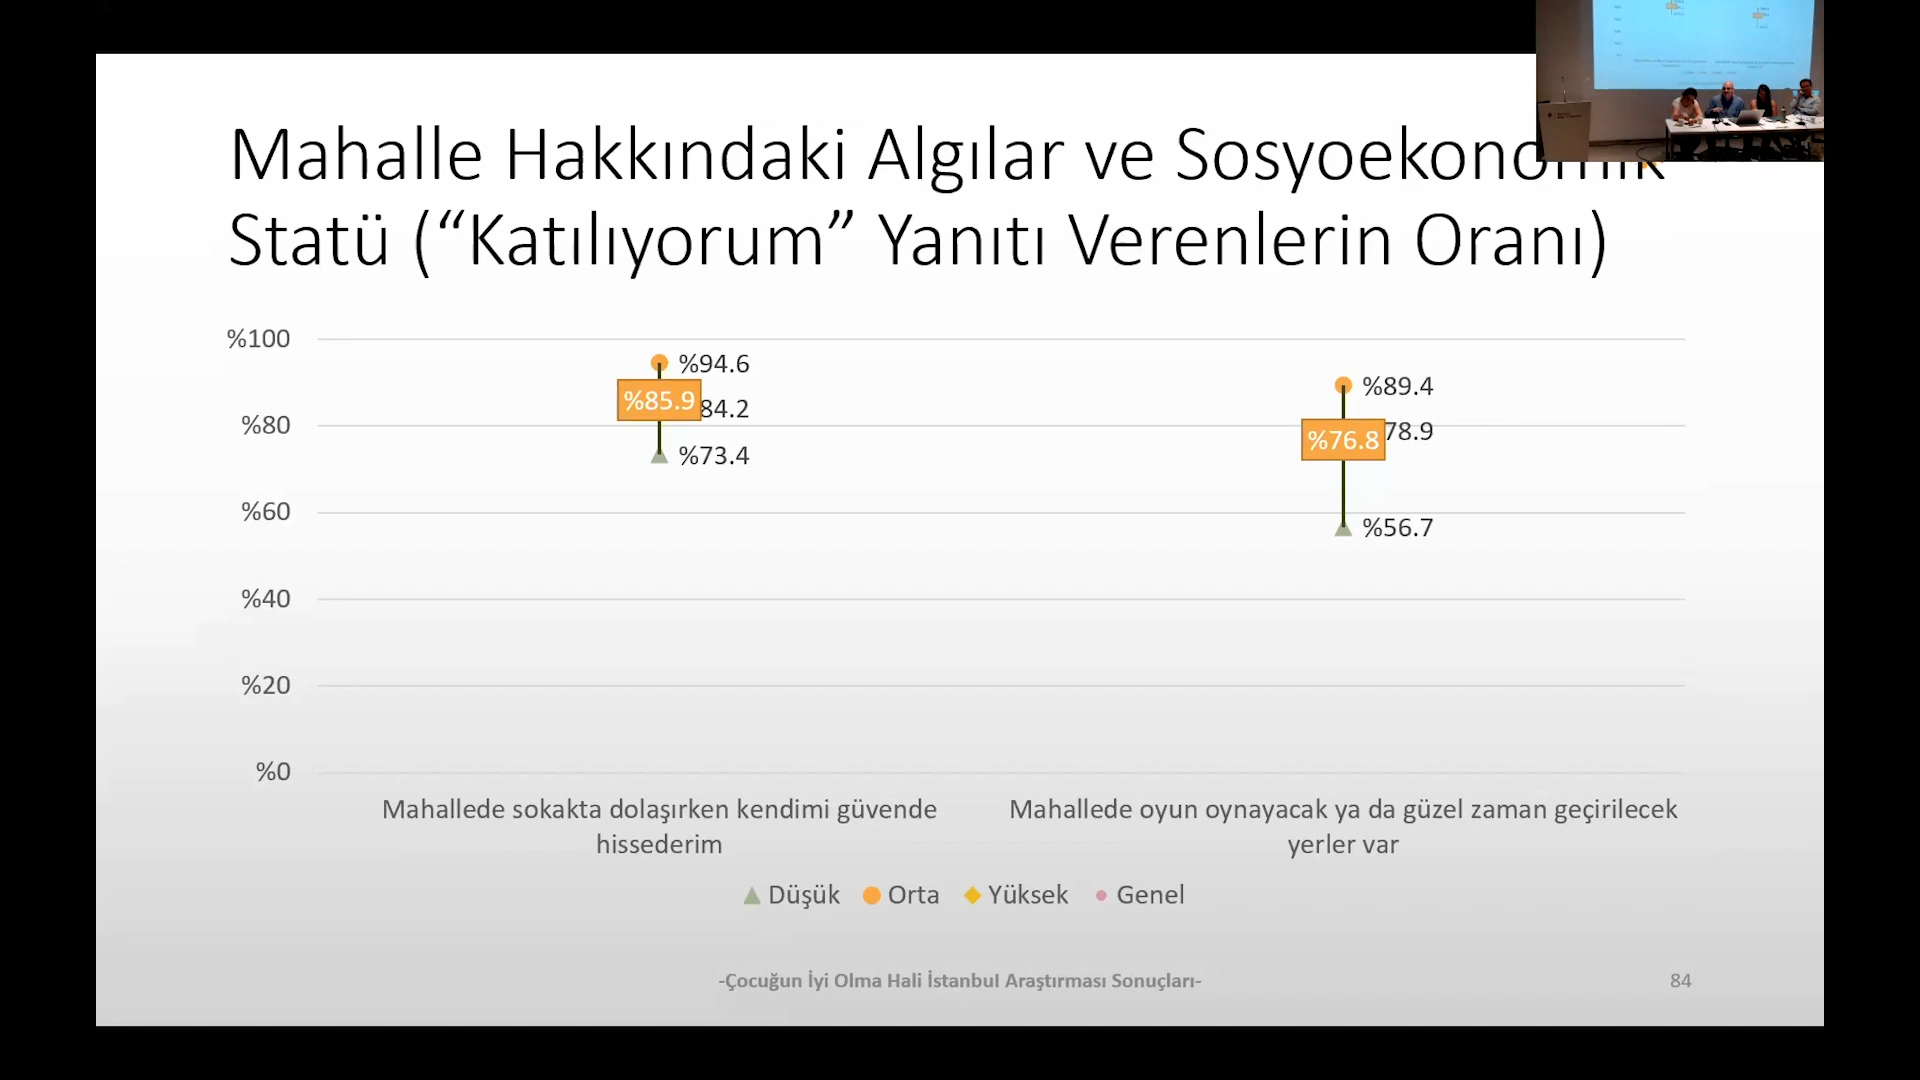 Mahalle Hakkındaki Algılar ve Sosyoekonomik
Statü (“Katılıyorum” Yanıtı Verenlerin Oranı)
%100
%80
%60
%40
%20
%0
%94.6
%85.9
84.2
%73.4
%89.4
%76.8
78.9
%56.7
Mahallede sokakta dolaşırken kendimi güvende
hissederim
Mahallede oyun oynayacak ya da güzel zaman geçirilecek
yerler var
Düşük Orta Yüksek Genel
-Çocuğun İyi Olma Hali İstanbul Araştırması Sonuçları-
84